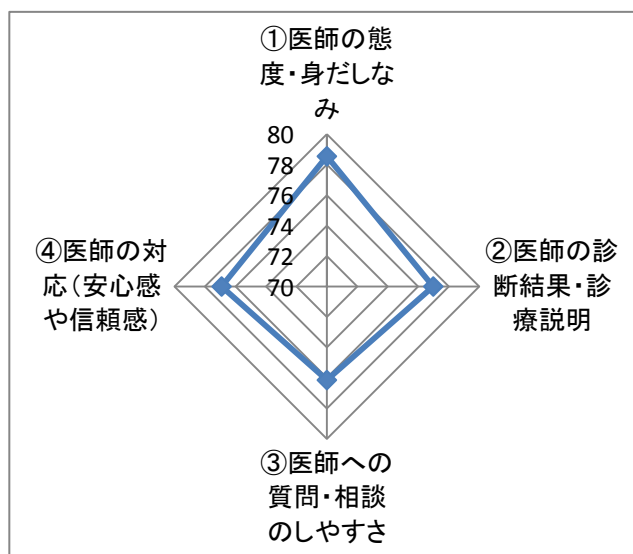 ①医師の態
度・身だしな
み
80
78
76
74
72
70
④医師の対
応（安心感
や信頼感）
②医師の診
断結果・診
療説明
③医師への
質問・相談
のしやすさ